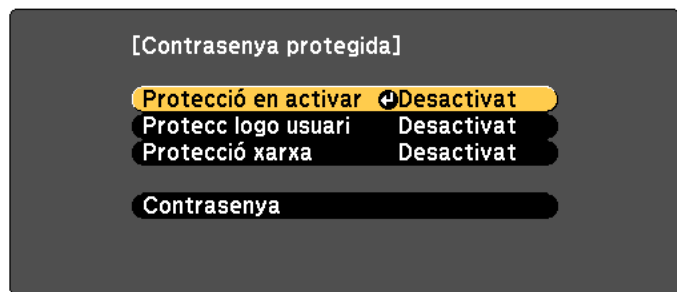 [Contrasenya protegida]
Protecció en activar Desactivat
Protecc logo usuari Desactivat
Protecció xarxa Desactivat
Contrasenya